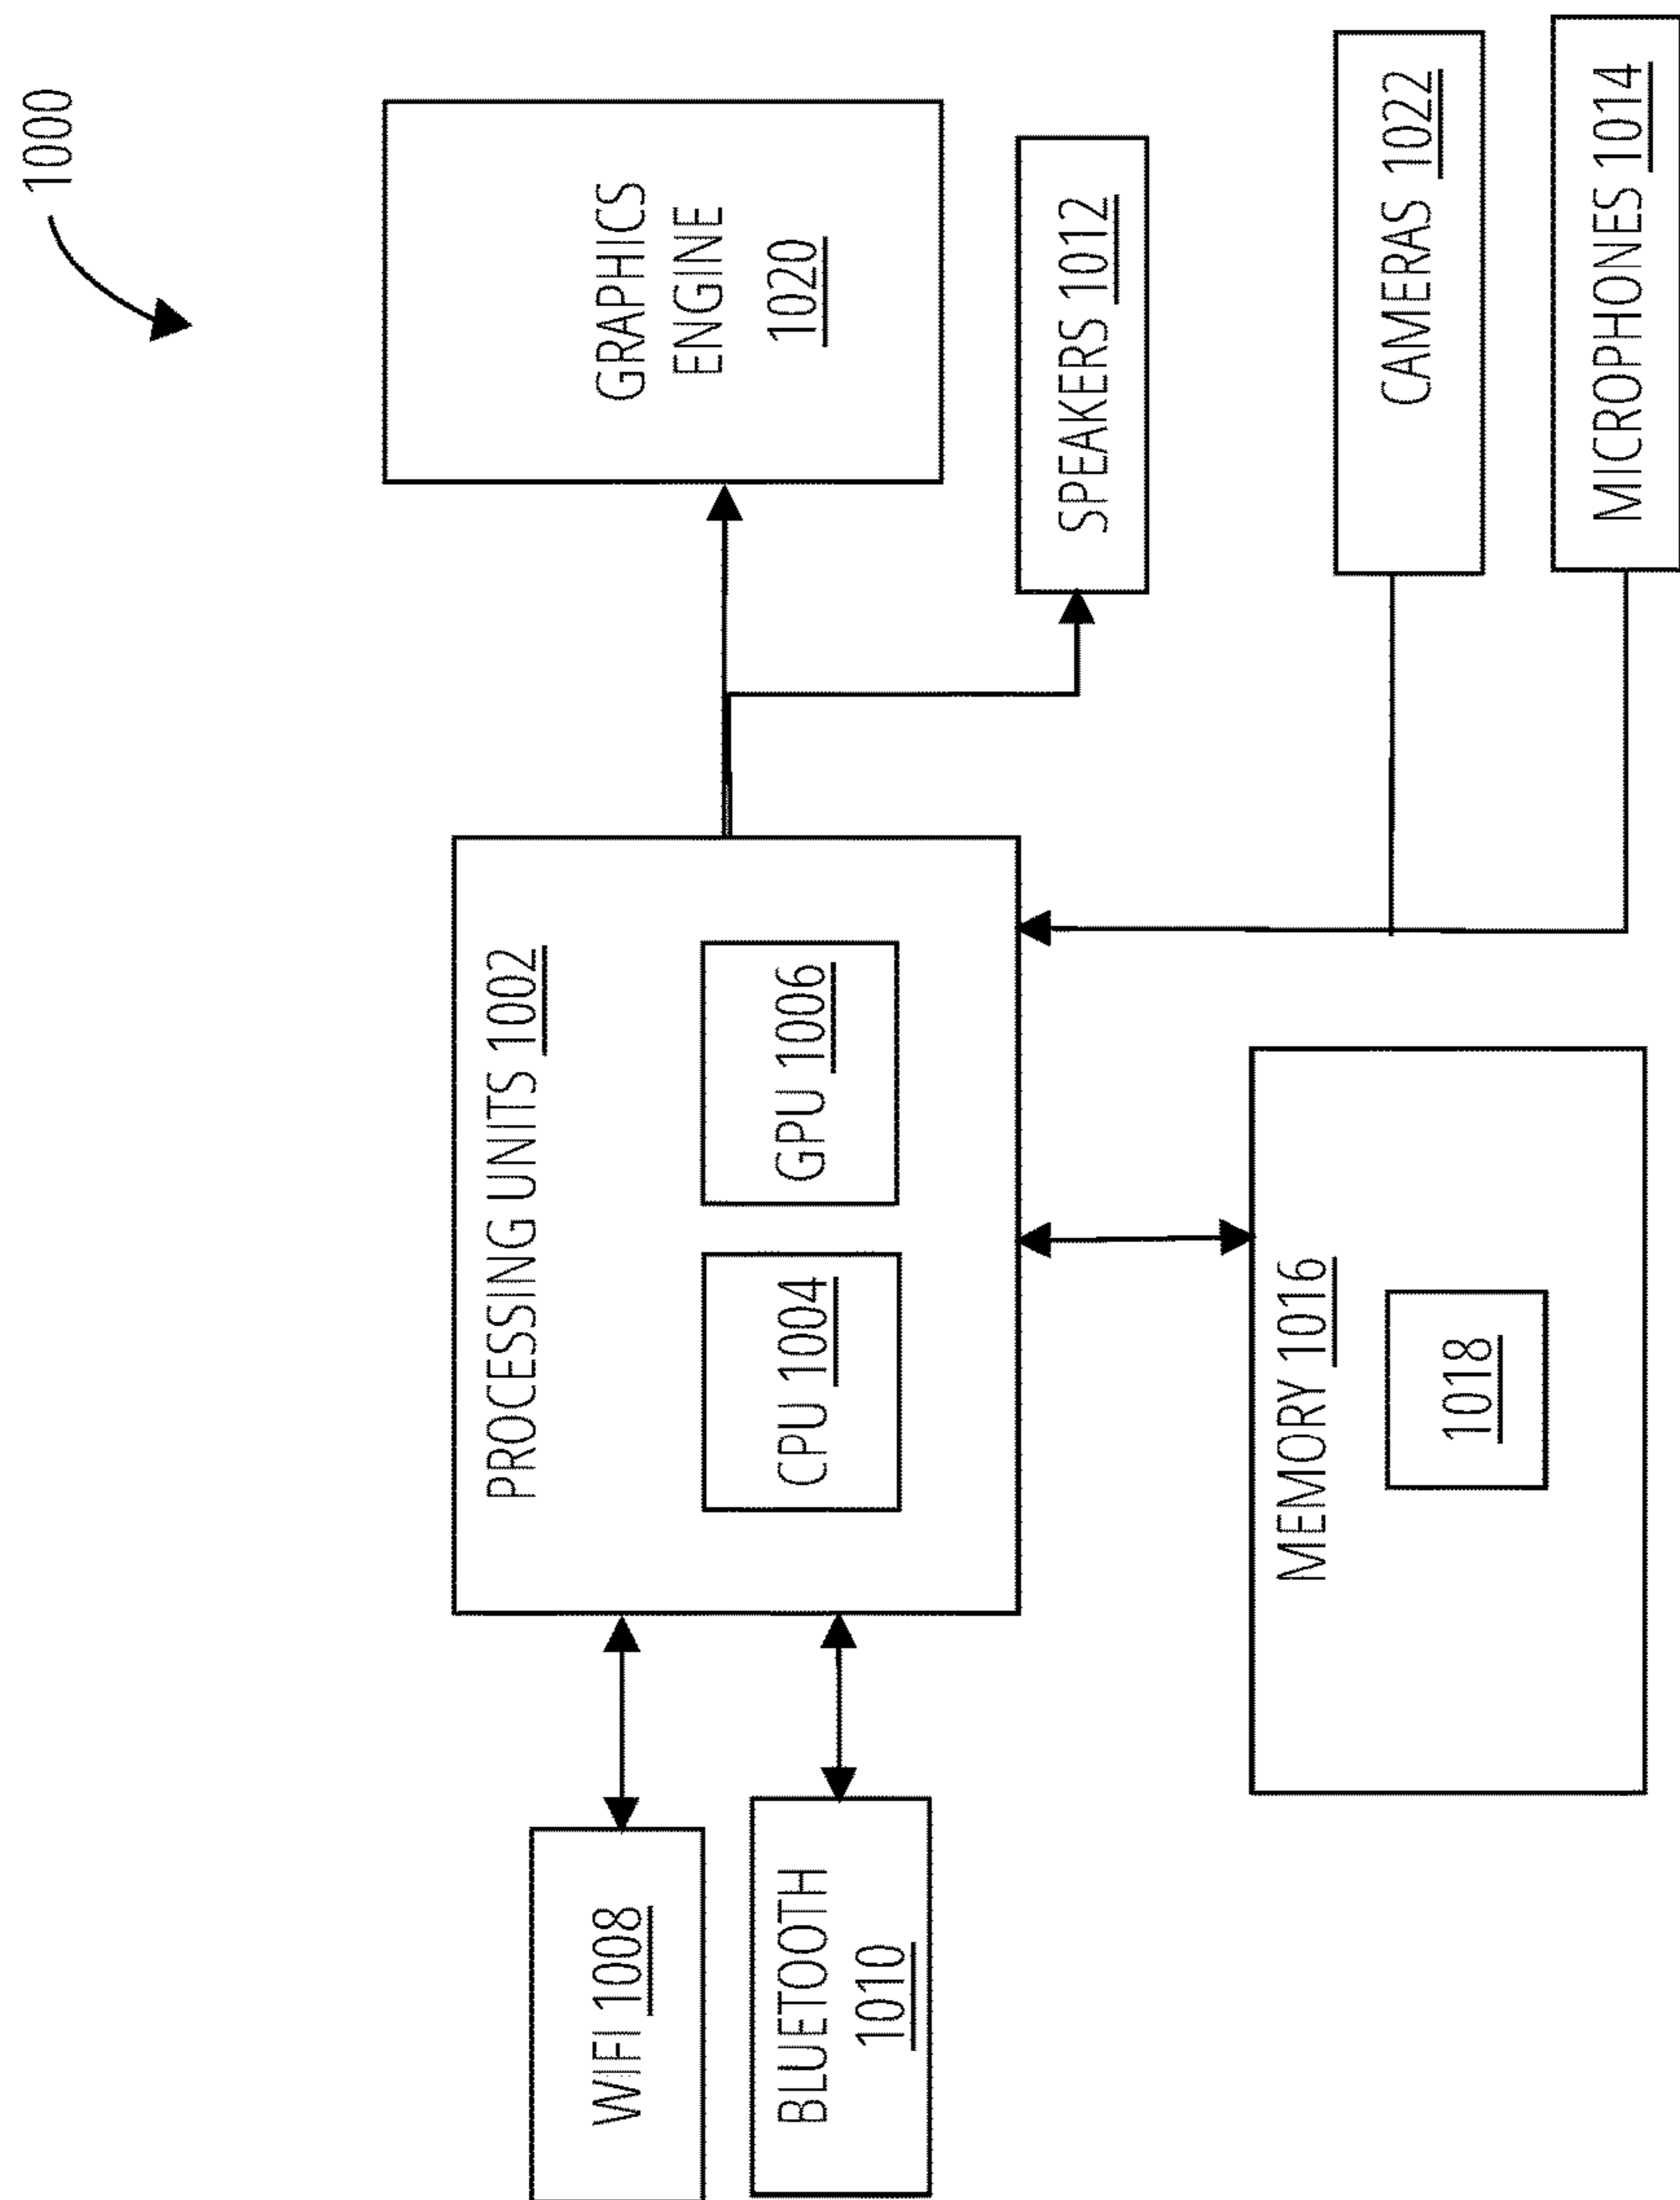 1000
WIFI 1008
BLUETOOTH
1010
PROCESSING UNITS 1002
CPU 1004
GPU 1006
GRAPHICS
ENGINE
1020
SPEAKERS 1012
MEMORY 1016
1018
CAMERAS 1022
MICROPHONES 1014